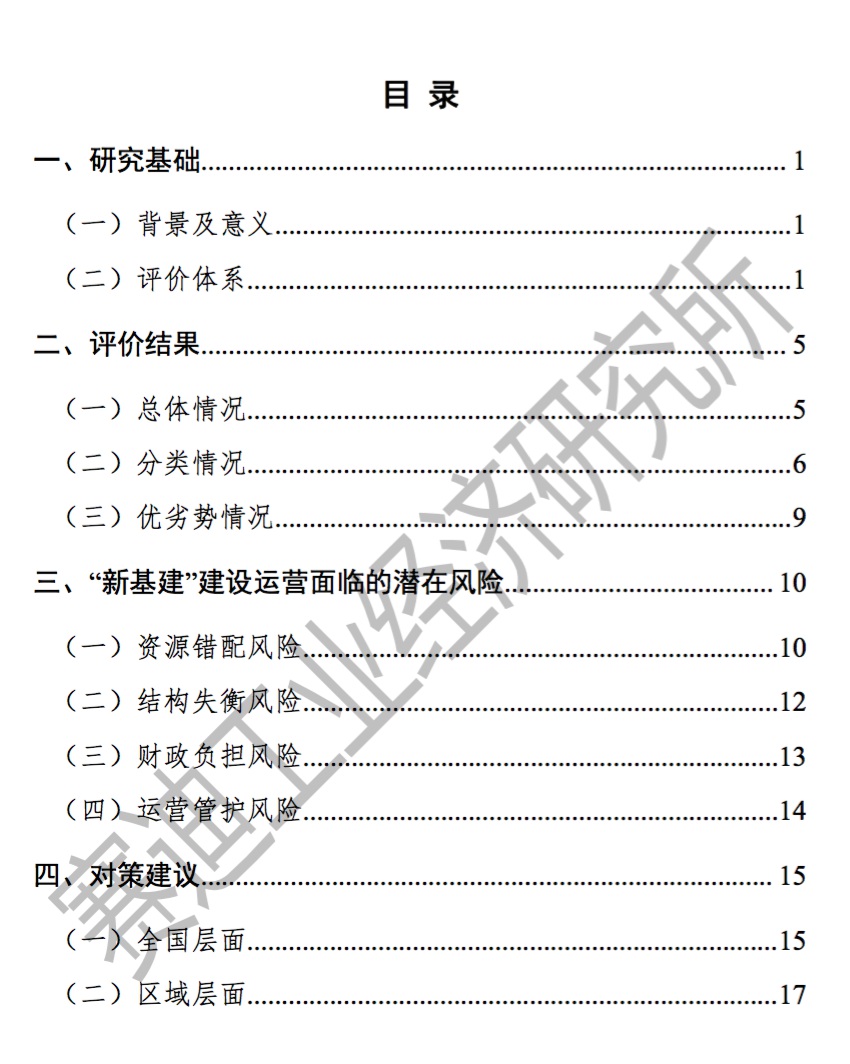 目 录
一、研究基础........................................................................................ 1
（一）背景及意义............................................................................1
（二）评价体系................................................................................1
二、评价结果........................................................................................ 5
（一）总体情况................................................................................5
（二）分类情况................................................................................6
（三）优劣势情况............................................................................9
三、“新基建”建设运营面临的潜在风险....................................... 10
（一）资源错配风险......................................................................10
（二）结构失衡风险......................................................................12
（三）财政负担风险......................................................................13
（四）运营管护风险......................................................................14
四、对策建议...................................................................................... 15
（一）全国层面..............................................................................15
（二）区域层面..............................................................................17
赛迪工业经济研究所